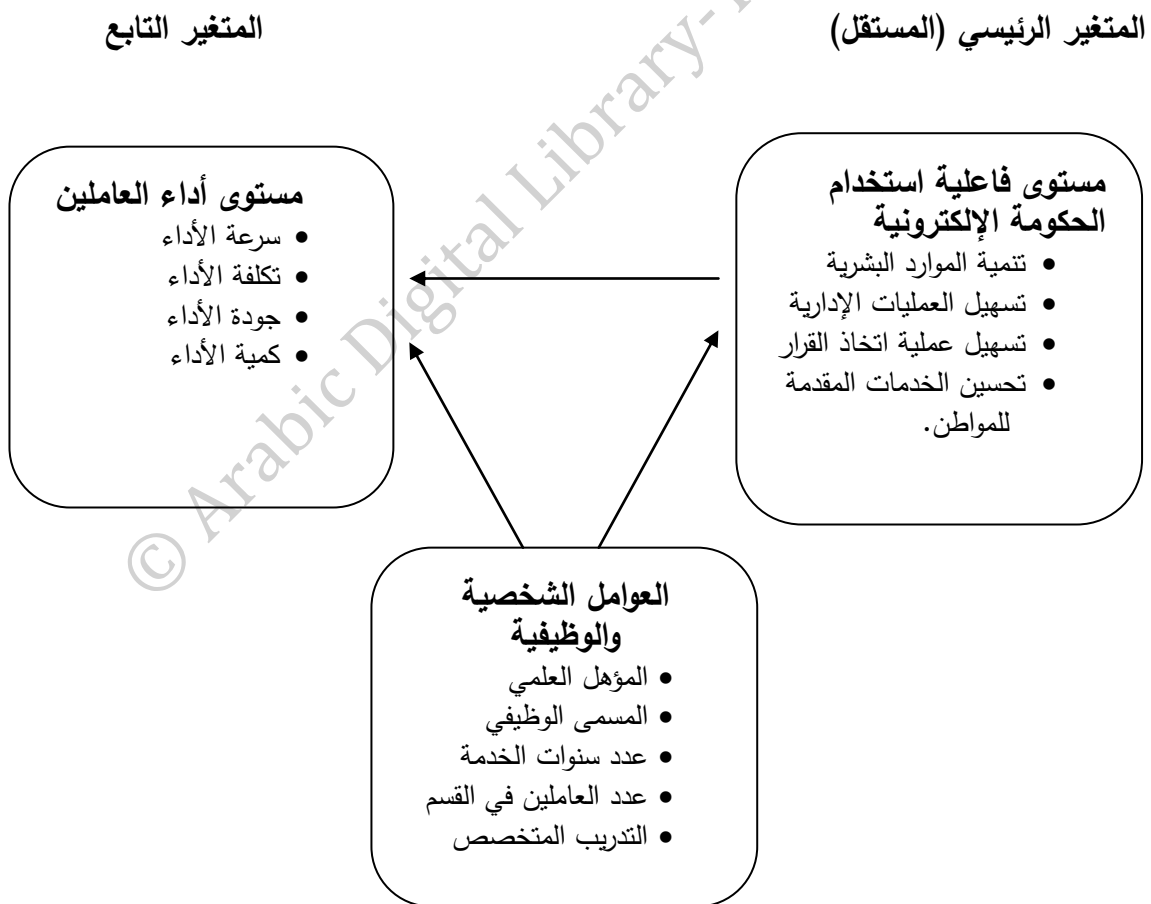 المتغير الرئيسي (المستقل)
المتغير التابع
مستوى فاعلية استخدام
الحكومة الإلكترونية
• تنمية الموارد البشرية
• تسهيل العمليات الإدارية
• تسهيل عملية اتخاذ القرار
• تحسين الخدمات المقدمة
للمواطن.
مستوى أداء العاملين
• سرعة الأداء
• تكلفة الأداء
• جودة الأداء
• كمية الأداء
العوامل الشخصية
والوظيفية
• المؤهل العلمي
• المسمى الوظيفي
• عدد سنوات الخدمة
• عدد العاملين في القسم
• التدريب المتخصص
© Arabic Digital Library-